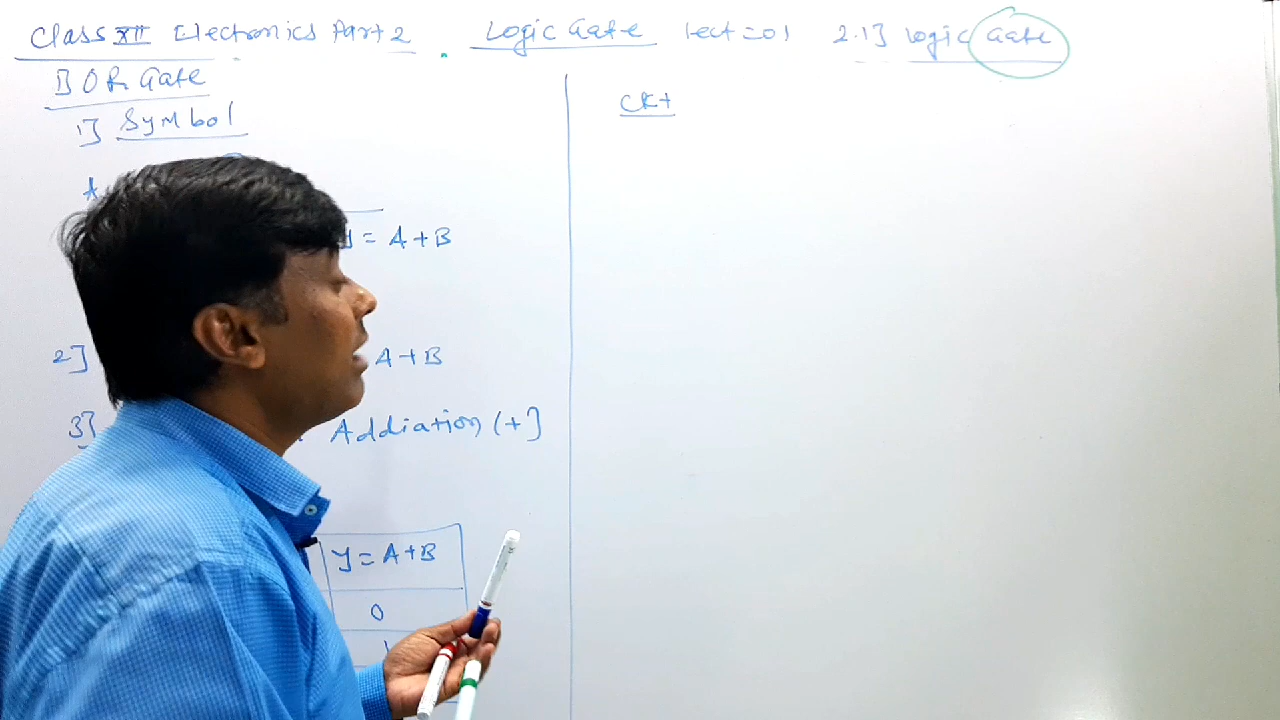 Class XII Electronics Part 2 . Logic Gate Lect = 01 2.1] Logic Gate
1] OR Gate
1] Symbol
A
y = A + B
2] A + B
3] Addiation (+]
y = A + B
0
1
CKt